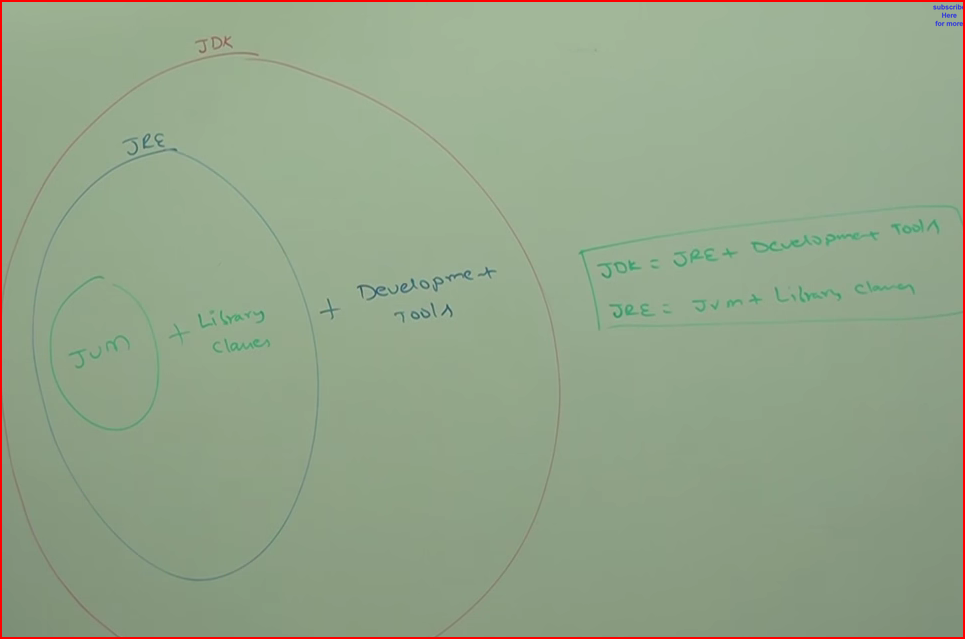 subscribe
Here
for more
JDK
JRE
JVM
+ Library
Classes
+ Development
Tools
JDK = JRE + Development Tools
JRE = JVM + Library Classes